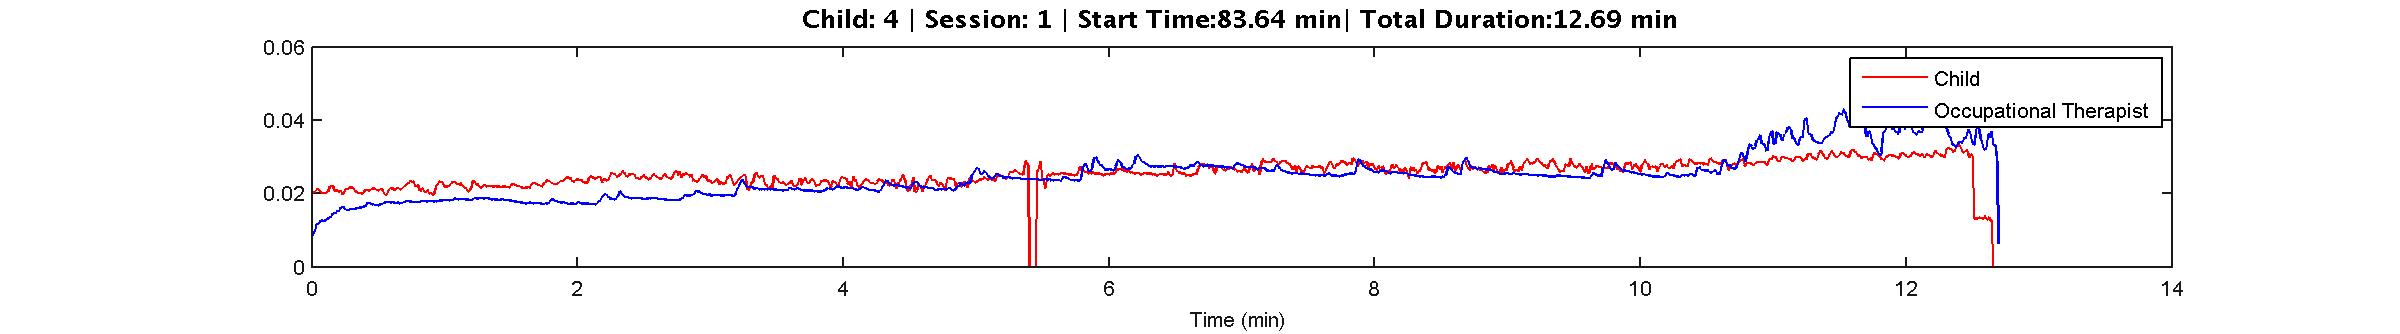 Child: 4 | Session: 1 | Start Time:83.64 min| Total Duration:12.69 min
0.06
0.04
0.02
0
Child
Occupational Therapist
0 2 4 6 8 10 12 14
Time (min)